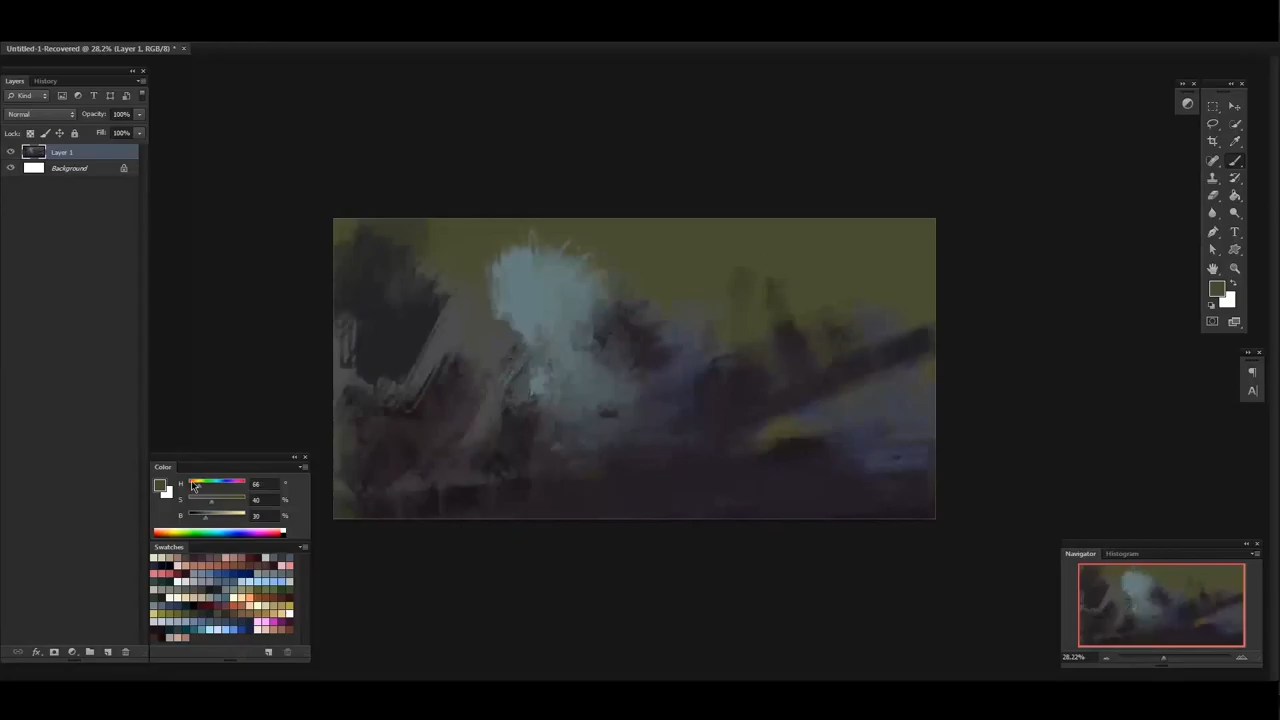 Untitled-1-Recovered @ 28,2% (Layer 1, RGB/8) * ×
Layers History
Kind
Normal Opacity: 100%
Lock: Fill: 100%
Layer 1
Background
fx
Color
H 66 °
S 40 %
B 30 %
Swatches
T
A
Navigator Histogram
28.22%